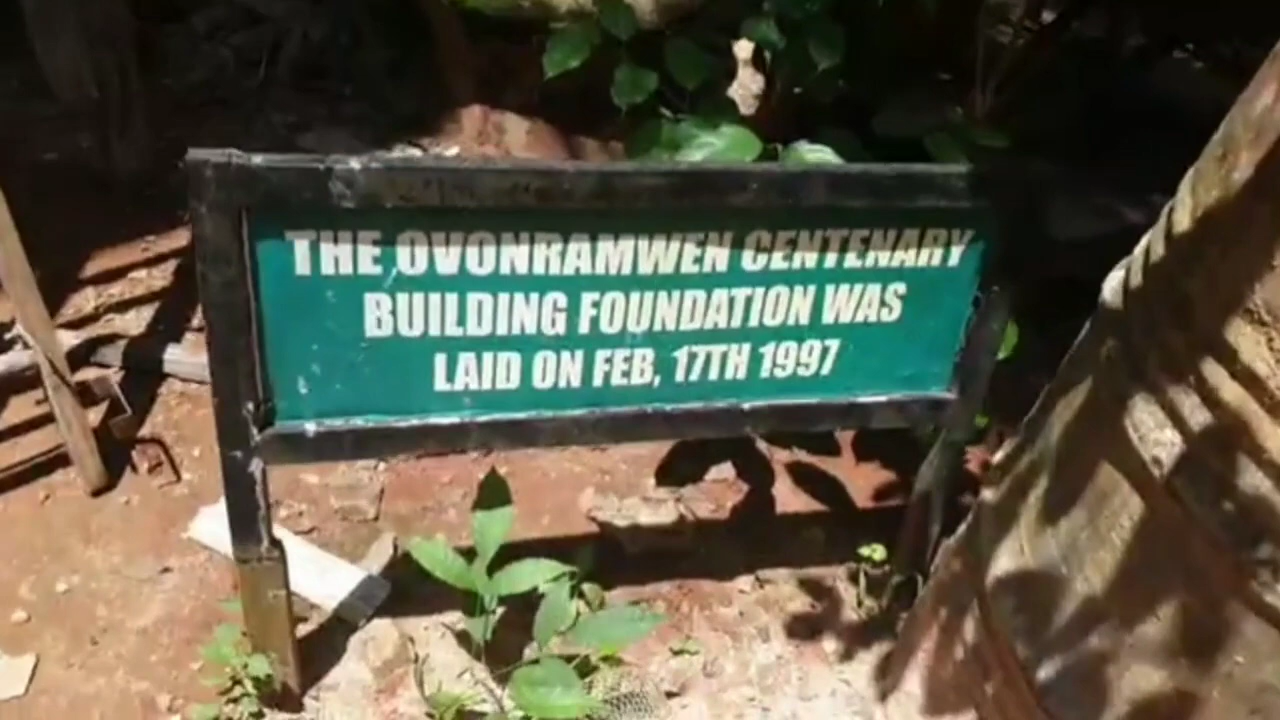 THE OVONRAMWEN CENTENARY
BUILDING FOUNDATION WAS
LAID ON FEB, 17TH 1997